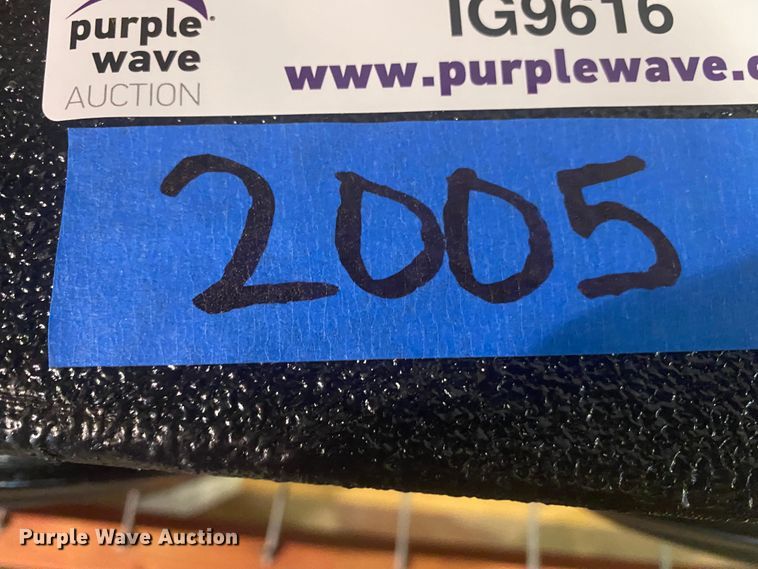 purple
wave
AUCTION
IG9616
www.purplewave.c
2005
Purple Wave Auction